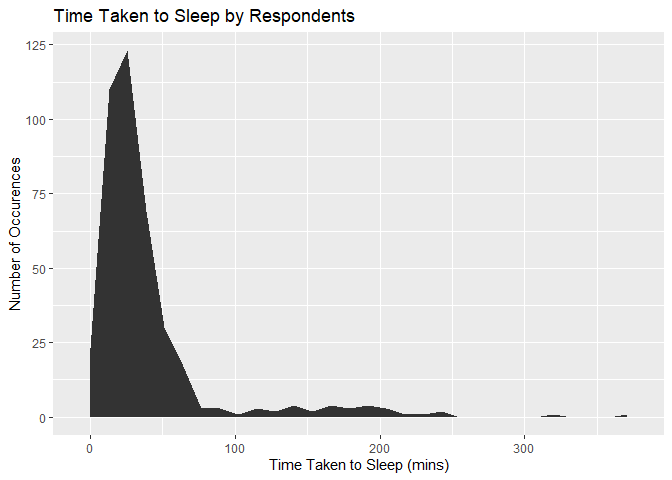 Time Taken to Sleep by Respondents
Number of Occurences
125
100
75
50
25
0
0 100 200 300
Time Taken to Sleep (mins)